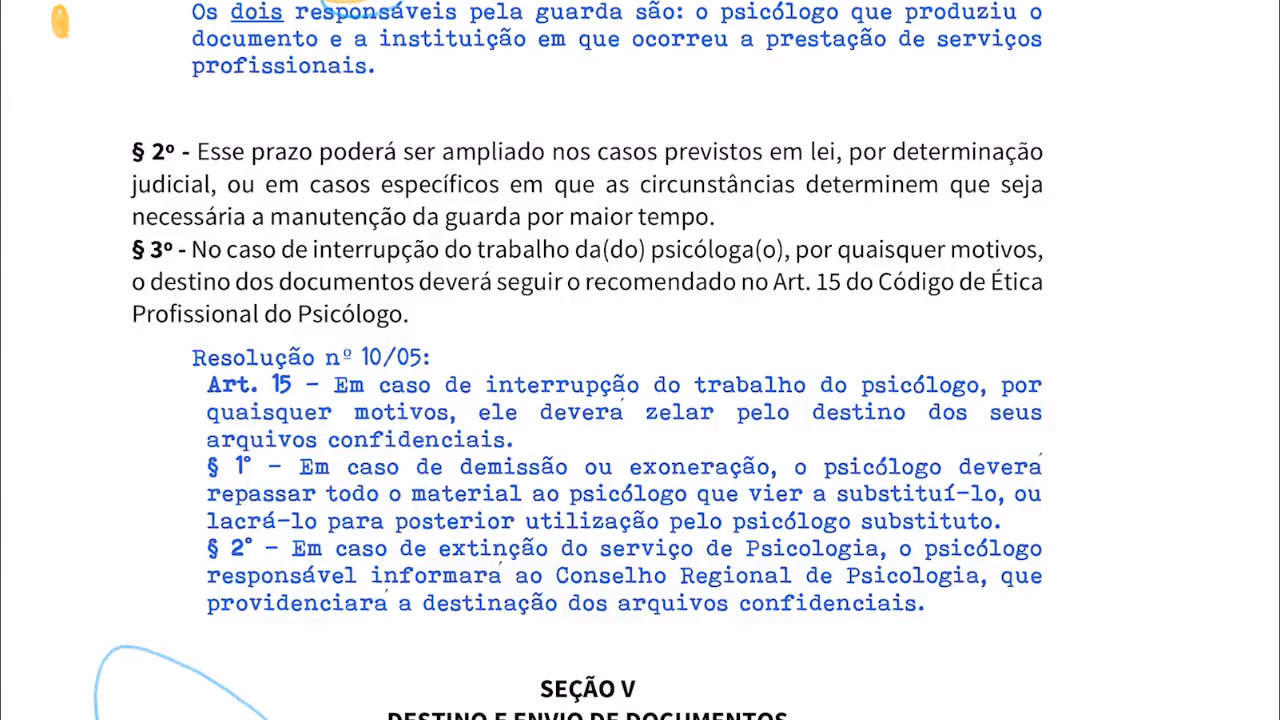 Os dois responsáveis pela guarda são: o psicólogo que produziu o
documento e a instituição em que ocorreu a prestação de serviços
profissionais.
§ 2º - Esse prazo poderá ser ampliado nos casos previstos em lei, por determinação
judicial, ou em casos específicos em que as circunstâncias determinem que seja
necessária a manutenção da guarda por maior tempo.
§ 3º - No caso de interrupção do trabalho da(do) psicóloga(o), por quaisquer motivos,
o destino dos documentos deverá seguir o recomendado no Art. 15 do Código de Ética
Profissional do Psicólogo.
Resolução nº 10/05:
Art. 15 - Em caso de interrupção do trabalho do psicólogo, por
quaisquer motivos, ele deverá zelar pelo destino dos seus
arquivos confidenciais.
§ 1° - Em caso de demissão ou exoneração, o psicólogo deverá
repassar todo o material ao psicólogo que vier a substituí-lo, ou
lacrá-lo para posterior utilização pelo psicólogo substituto.
§ 2° - Em caso de extinção do serviço de Psicologia, o psicólogo
responsável informará ao Conselho Regional de Psicologia, que
providenciará a destinação dos arquivos confidenciais.
SEÇÃO V
DESTINO E ENVIO DE DOCUMENTOS